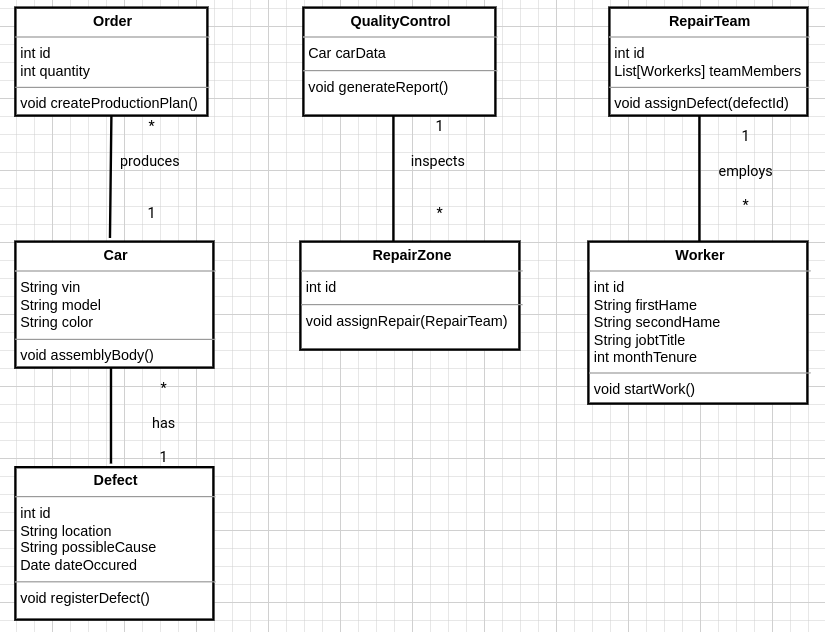 Order
int id
int quantity
void createProductionPlan()
*
produces
1
Car
String vin
String model
String color
void assemblyBody()
*
has
1
Defect
int id
String location
String possibleCause
Date dateOccured
void registerDefect()
QualityControl
Car carData
void generateReport()
1
inspects
*
RepairZone
int id
void assignRepair(RepairTeam)
RepairTeam
int id
List[Workerks] teamMembers
void assignDefect(defectId)
1
employs
*
Worker
int id
String firstHame
String secondHame
String jobtTitle
int monthTenure
void startWork()